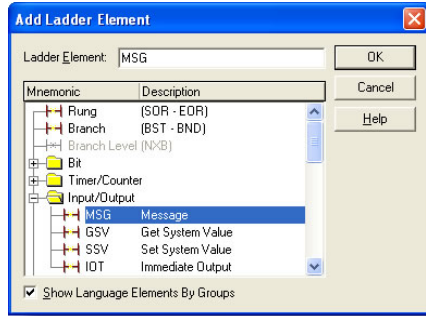 Add Ladder Element
Ladder Element: MSG
OK
Cancel
Help
Mnemonic Description
Rung (SOR - EOR)
Branch (BST - BND)
Branch Level (NXB)
Bit
Timer/Counter
Input/Output
MSG Message
GSV Get System Value
SSV Set System Value
IOT Immediate Output
Show Language Elements By Groups